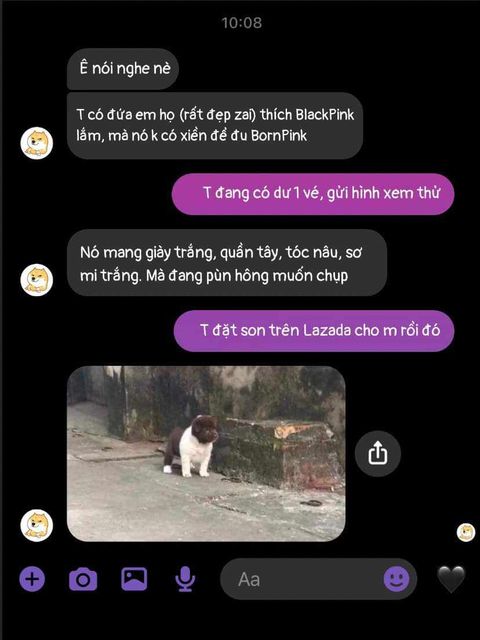 10:08
Ê nói nghe nè
T có đứa em họ (rất đẹp zai) thích BlackPink
lắm, mà nó k có xiền để đu BornPink
T đang có dư 1 vé, gửi hình xem thử
Nó mang giày trắng, quần tây, tóc nâu, sơ
mi trắng. Mà đang pùn hông muốn chụp
T đặt son trên Lazada cho m rồi đó
Aa